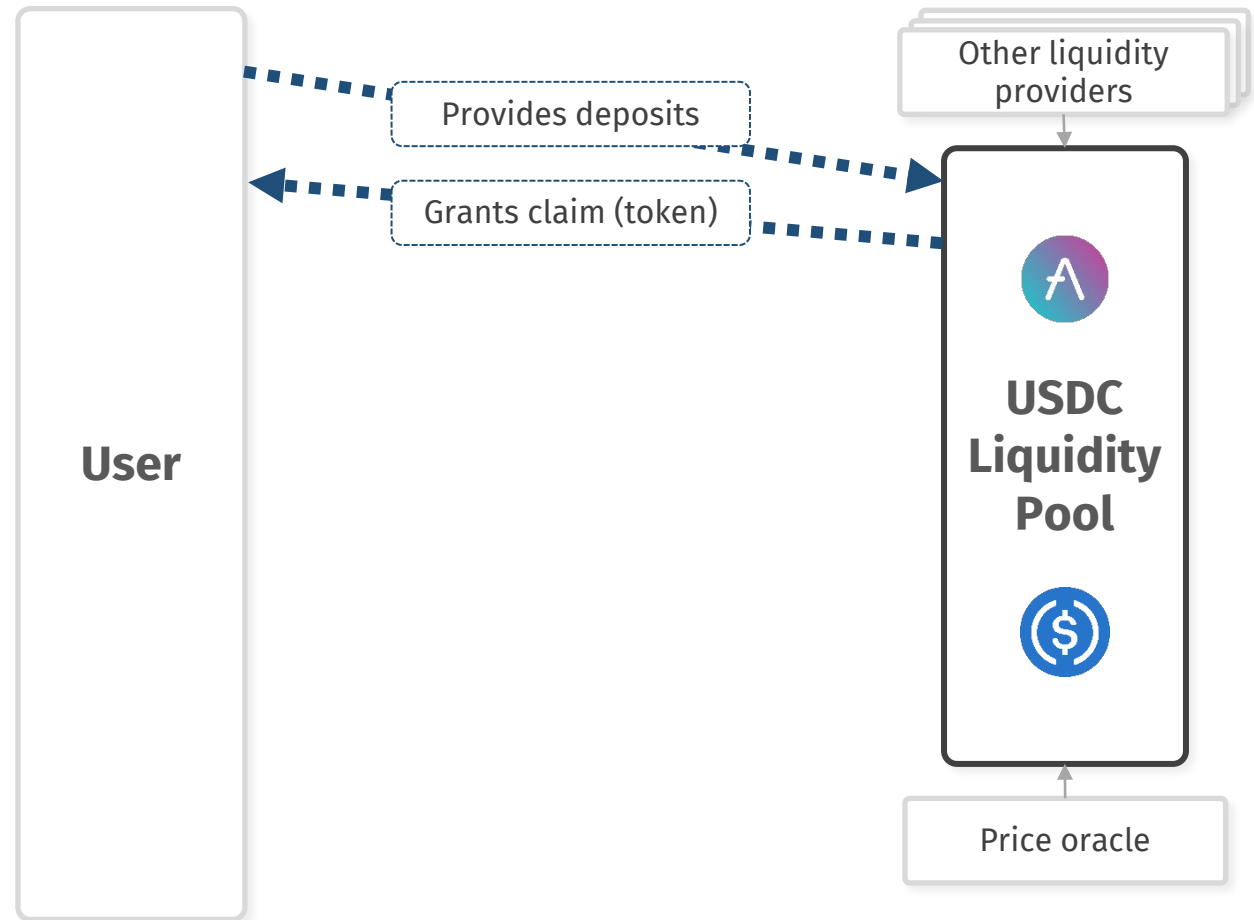 Other liquidity
providers
Provides deposits
Grants claim (token)
User
USDC
Liquidity
Pool
$
Price oracle